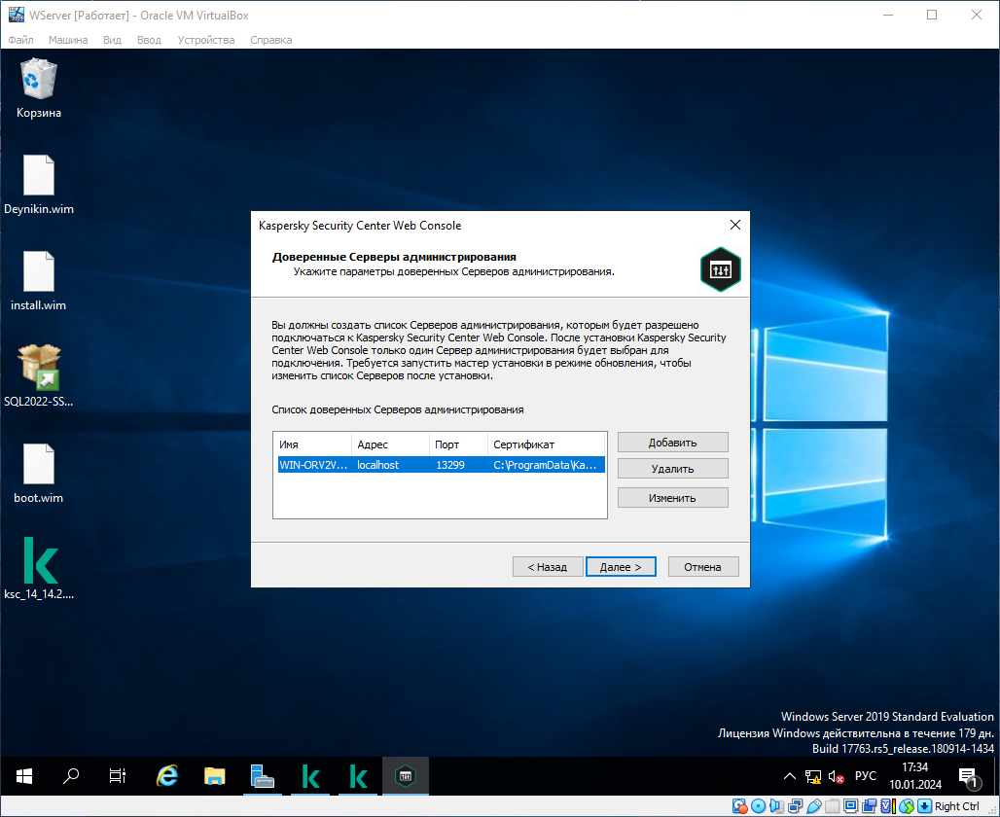 WServer [Работает] - Oracle VM VirtualBox
Файл Машина Вид Ввод Устройства Справка
Корзина
Deynikin.wim
install.wim
SQL2022-SS...
boot.wim
ksc_14_14.2....
Kaspersky Security Center Web Console
Доверенные Серверы администрирования
Укажите параметры доверенных Серверов администрирования.
Вы должны создать список Серверов администрирования, которым будет разрешено
подключаться к Kaspersky Security Center Web Console. После установки Kaspersky Security
Center Web Console только один Сервер администрирования будет выбран для
подключения. Требуется запустить мастер установки в режиме обновления, чтобы
изменить список Серверов после установки.
Список доверенных Серверов администрирования
Имя Адрес Порт Сертификат
WIN-ORV2V... localhost 13299 C:\ProgramData\Ka...
Добавить
Удалить
Изменить
< Назад Далее > Отмена
Windows Server 2019 Standard Evaluation
Лицензия Windows действительна в течение 179 дн.
Build 17763.rs5_release.180914-1434
РУС
17:34
10.01.2024
1
Right Ctrl